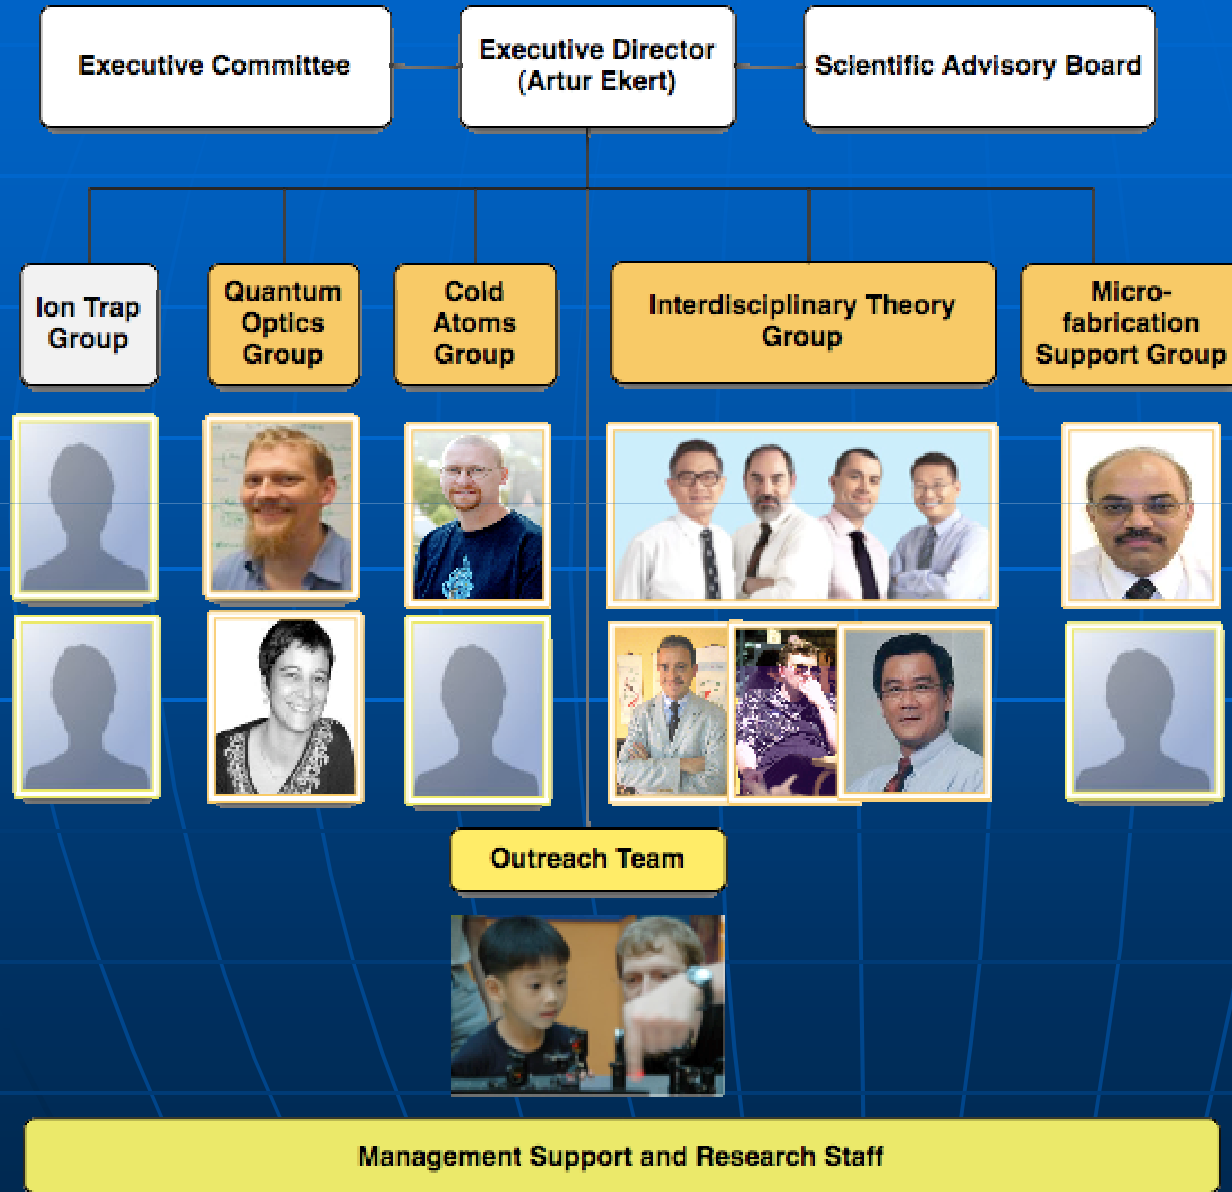 Executive Committee
Executive Director
(Artur Ekert)
Scientific Advisory Board
Ion Trap
Group
Quantum
Optics
Group
Cold
Atoms
Group
Interdisciplinary Theory
Group
Micro-
fabrication
Support Group
Outreach Team
Management Support and Research Staff